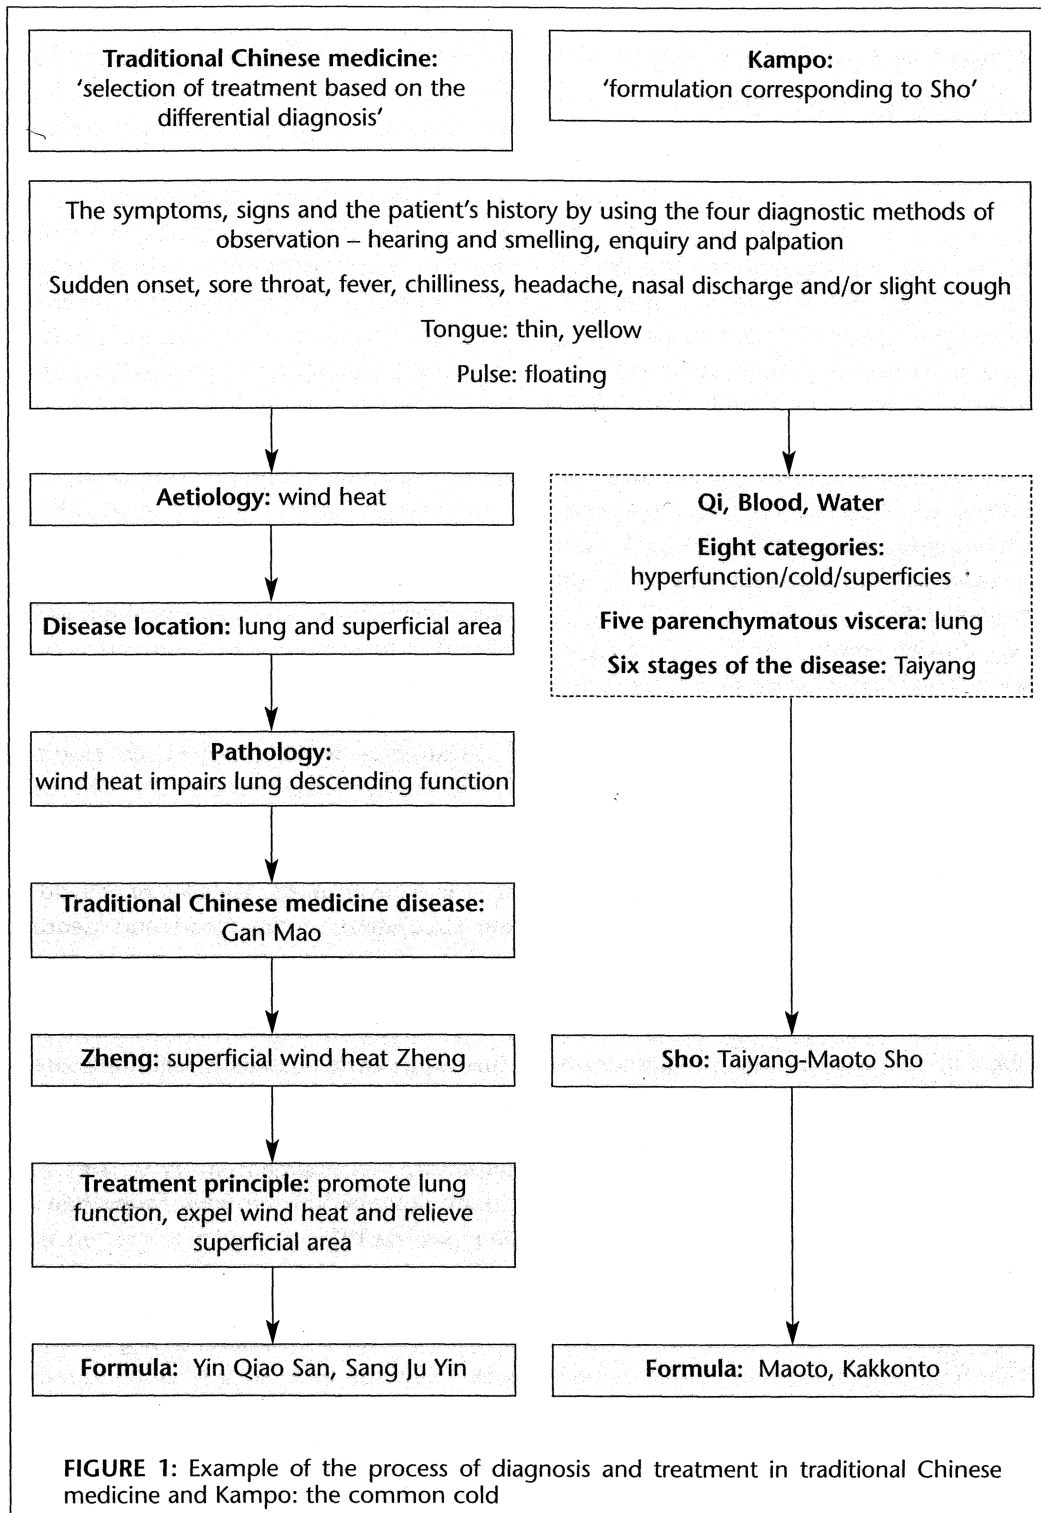 Traditional Chinese medicine:
'selection of treatment based on the
differential diagnosis'
Kampo:
'formulation corresponding to Sho'
The symptoms, signs and the patient's history by using the four diagnostic methods of
observation – hearing and smelling, enquiry and palpation
Sudden onset, sore throat, fever, chilliness, headache, nasal discharge and/or slight cough
Tongue: thin, yellow
Pulse: floating
Aetiology: wind heat
Disease location: lung and superficial area
Pathology:
wind heat impairs lung descending function
Traditional Chinese medicine disease:
Gan Mao
Zheng: superficial wind heat Zheng
Treatment principle: promote lung
function, expel wind heat and relieve
superficial area
Formula: Yin Qiao San, Sang Ju Yin
Qi, Blood, Water
Eight categories:
hyperfunction/cold/superficies
Five parenchymatous viscera: lung
Six stages of the disease: Taiyang
Sho: Taiyang-Maoto Sho
Formula: Maoto, Kakkonto
FIGURE 1: Example of the process of diagnosis and treatment in traditional Chinese
medicine and Kampo: the common cold